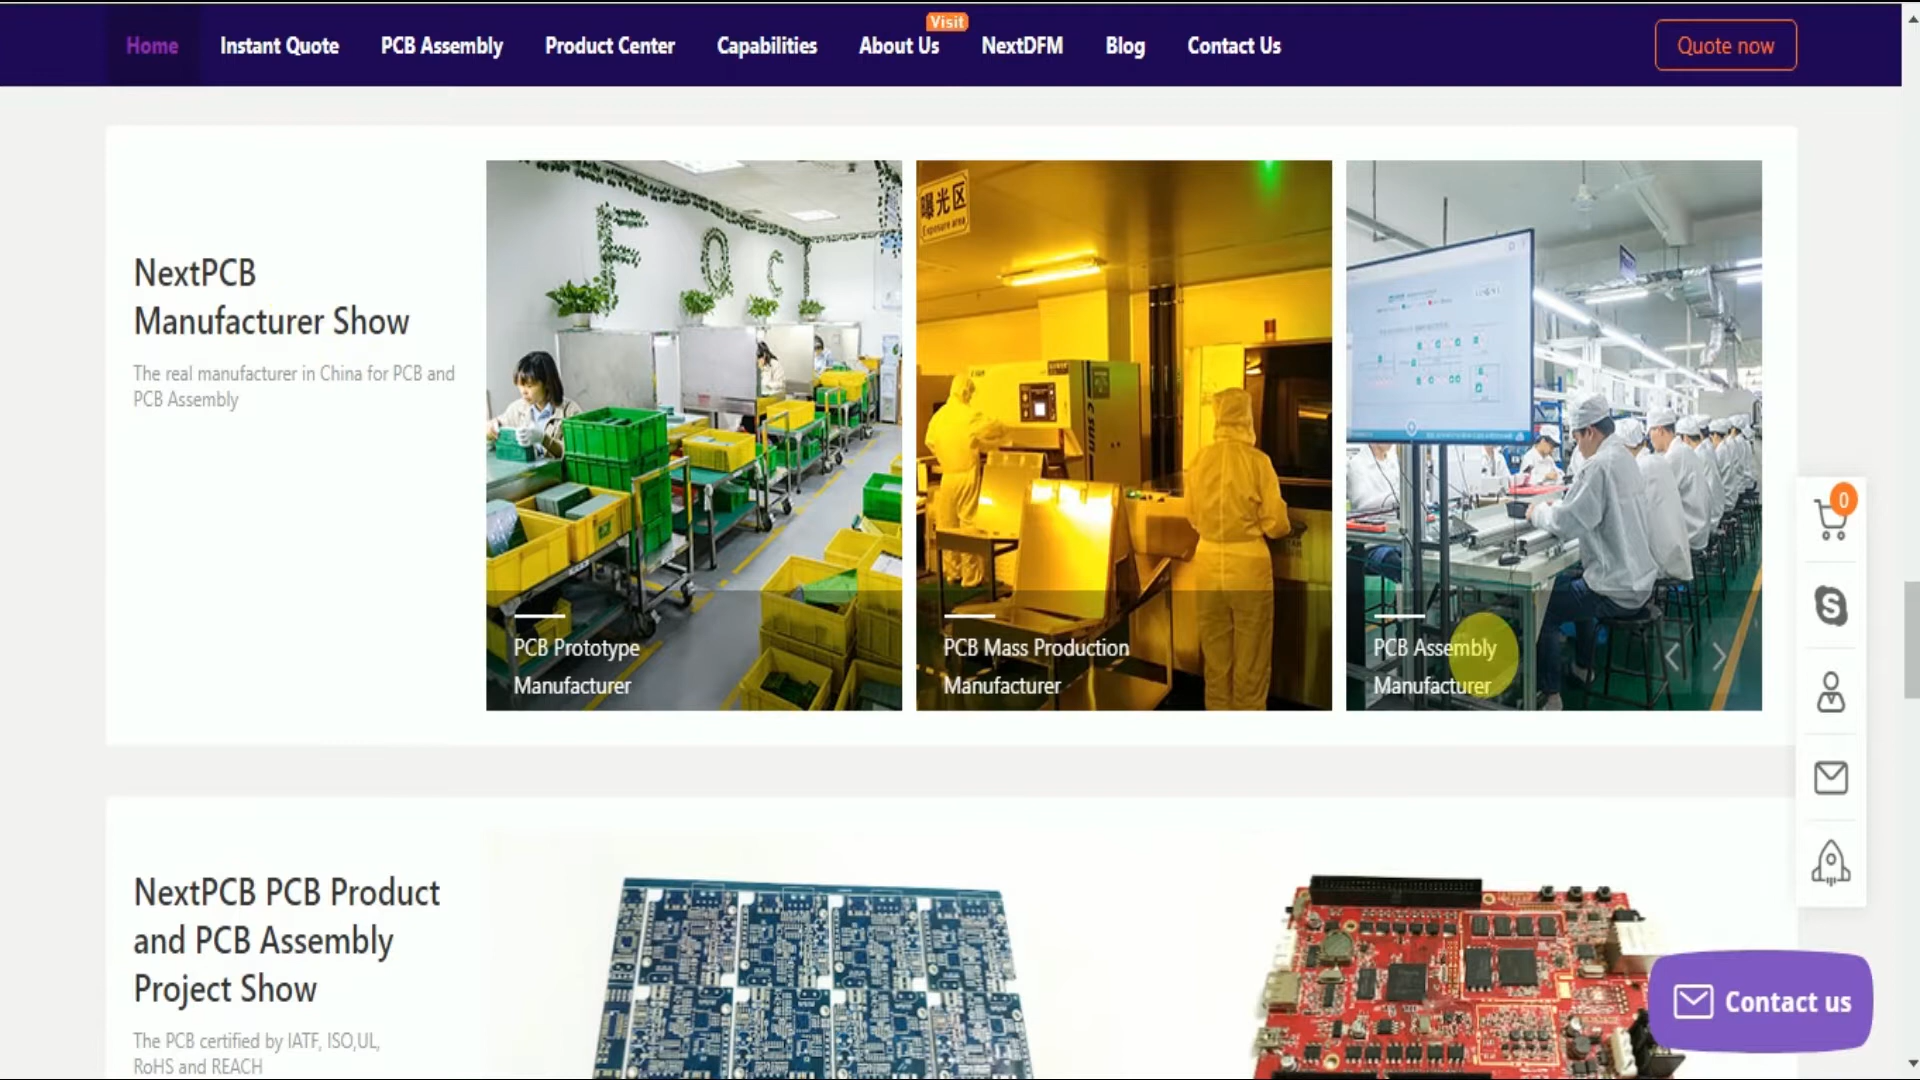 Visit
Home
Instant Quote
PCB Assembly
Product Center
Capabilities
About Us
NextDFM
Blog
Contact Us
Quote now
NextPCB
Manufacturer Show
The real manufacturer in China for PCB and
PCB Assembly
F Q C
PCB Prototype
Manufacturer
曝光区
Exposure area
C SUN
PCB Mass Production
Manufacturer
PCB Assembly
Manufacturer
0
NextPCB PCB Product
and PCB Assembly
Project Show
The PCB certified by IATF, ISO,UL,
RoHS and REACH
Contact us